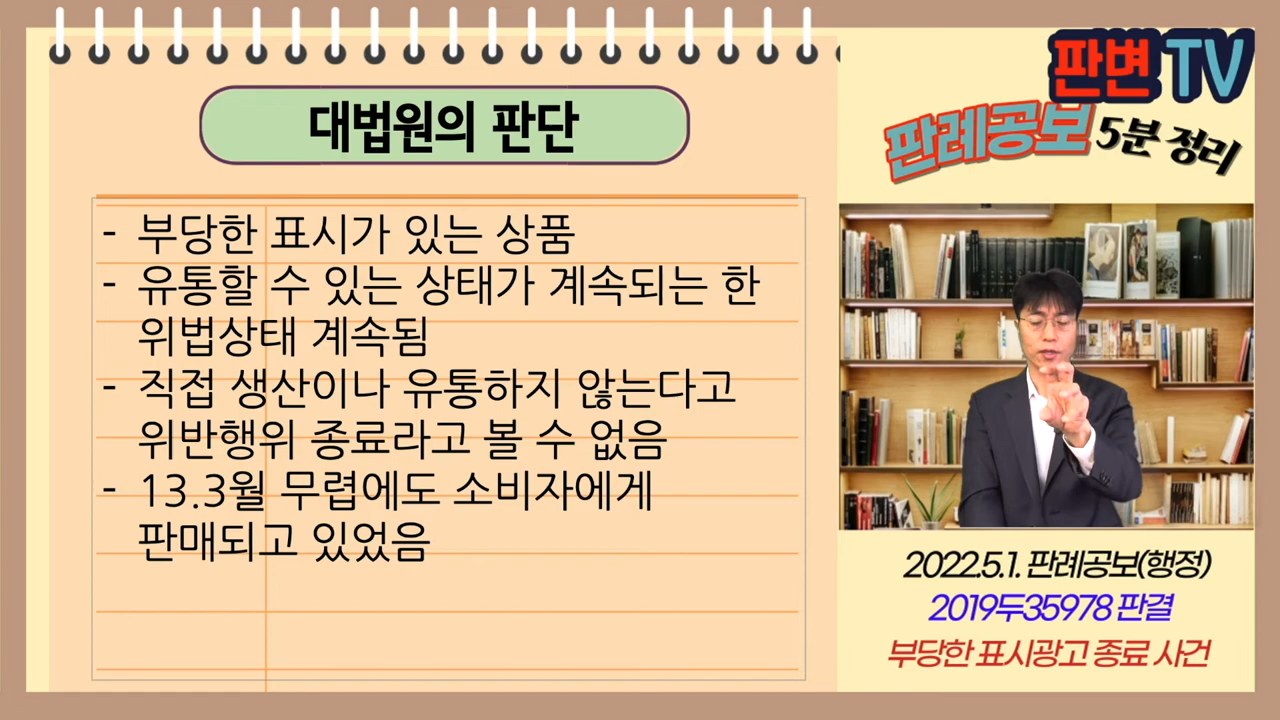 대법원의 판단
- 부당한 표시가 있는 상품
- 유통할 수 있는 상태가 계속되는 한
위법상태 계속됨
- 직접 생산이나 유통하지 않는다고
위반행위 종료라고 볼 수 없음
- 13.3월 무렵에도 소비자에게
판매되고 있었음
판변 TV
판례공보 5분 정리
2022.5.1. 판례공보(행정)
2019두35978 판결
부당한 표시광고 종료 사건